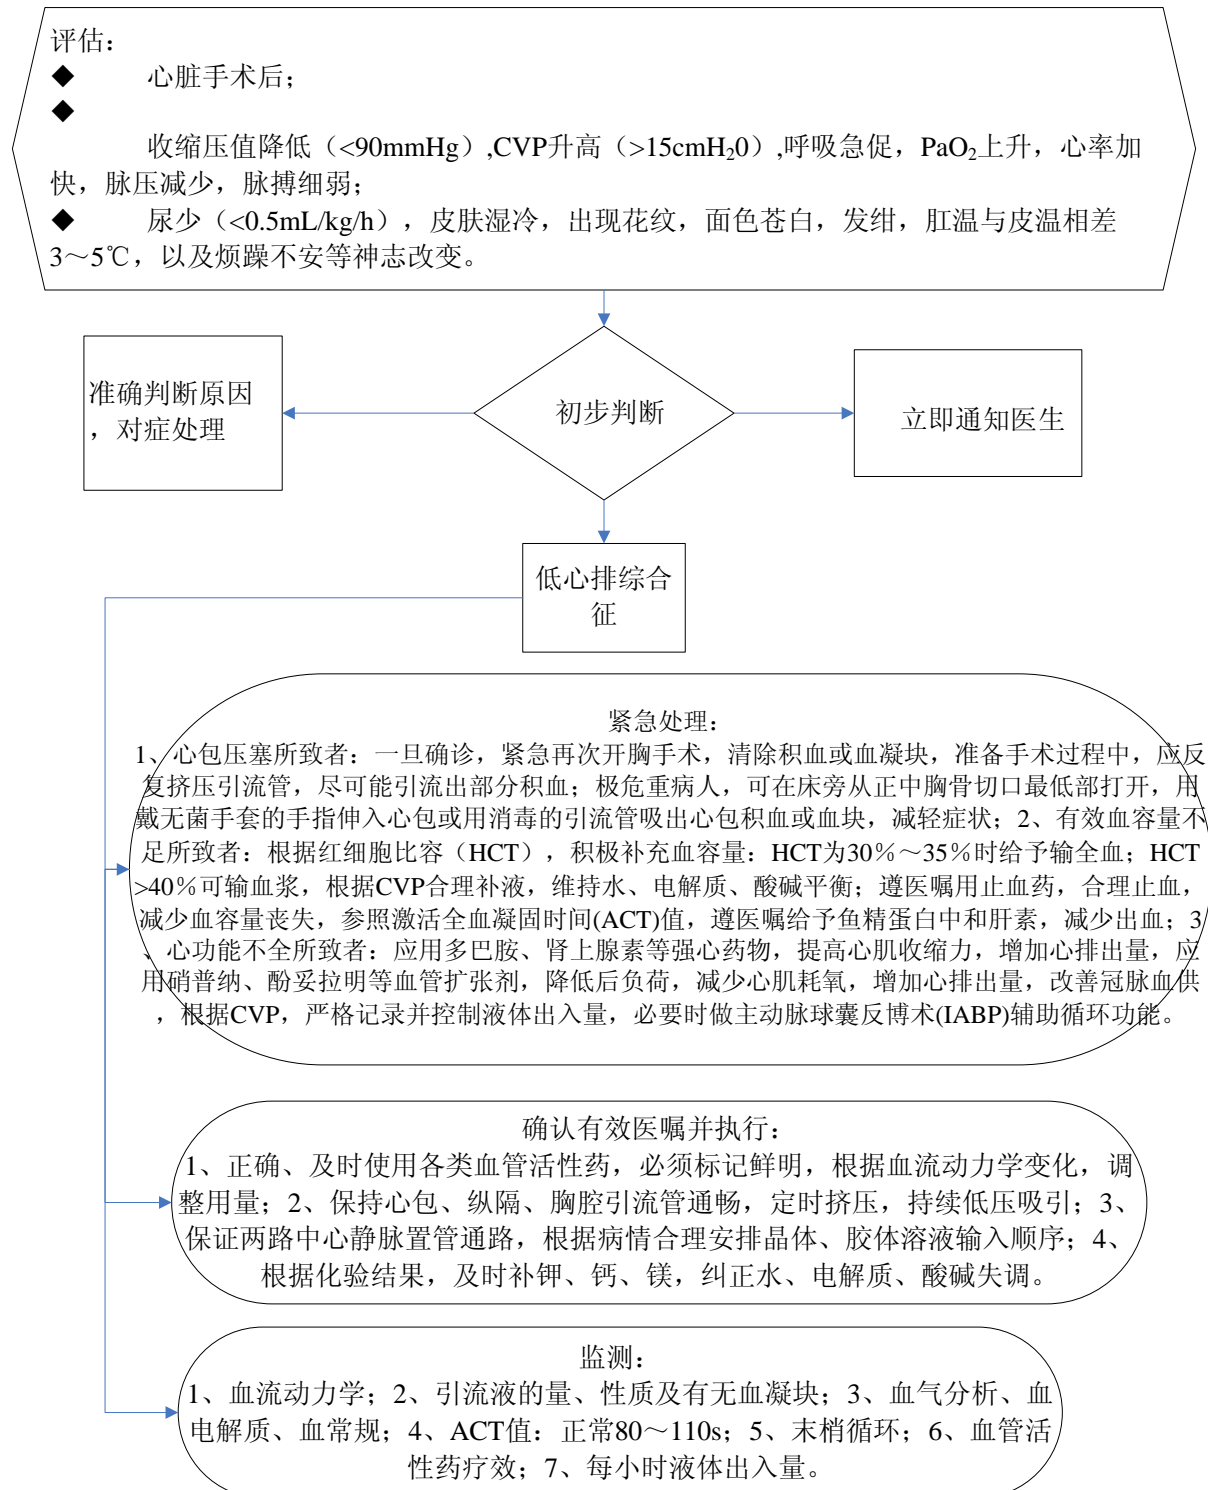 评估：
◆ 心脏手术后；
◆
收缩压值降低（<90mmHg）,CVP升高（>15cmH₂0）,呼吸急促，PaO₂上升，心率加
快，脉压减少，脉搏细弱；
◆ 尿少（<0.5mL/kg/h），皮肤湿冷，出现花纹，面色苍白，发绀，肛温与皮温相差
3～5℃，以及烦躁不安等神志改变。
准确判断原因
，对症处理
初步判断
立即通知医生
低心排综合
征
紧急处理：
1、心包压塞所致者：一旦确诊，紧急再次开胸手术，清除积血或血凝块，准备手术过程中，应反
复挤压引流管，尽可能引流出部分积血；极危重病人，可在床旁从正中胸骨切口最低部打开，用
戴无菌手套的手指伸入心包或用消毒的引流管吸出心包积血或血块，减轻症状；2、有效血容量不
足所致者：根据红细胞比容（HCT），积极补充血容量：HCT为30％～35％时给予输全血；HCT
>40％可输血浆，根据CVP合理补液，维持水、电解质、酸碱平衡；遵医嘱用止血药，合理止血，
减少血容量丧失，参照激活全血凝固时间(ACT)值，遵医嘱给予鱼精蛋白中和肝素，减少出血；3
、心功能不全所致者：应用多巴胺、肾上腺素等强心药物，提高心肌收缩力，增加心排出量，应
用硝普纳、酚妥拉明等血管扩张剂，降低后负荷，减少心肌耗氧，增加心排出量，改善冠脉血供
，根据CVP，严格记录并控制液体出入量，必要时做主动脉球囊反博术(IABP)辅助循环功能。
确认有效医嘱并执行：
1、正确、及时使用各类血管活性药，必须标记鲜明，根据血流动力学变化，调
整用量；2、保持心包、纵隔、胸腔引流管通畅，定时挤压，持续低压吸引；3、
保证两路中心静脉置管通路，根据病情合理安排晶体、胶体溶液输入顺序；4、
根据化验结果，及时补钾、钙、镁，纠正水、电解质、酸碱失调。
监测：
1、血流动力学；2、引流液的量、性质及有无血凝块；3、血气分析、血
电解质、血常规；4、ACT值：正常80～110s；5、末梢循环；6、血管活
性药疗效；7、每小时液体出入量。